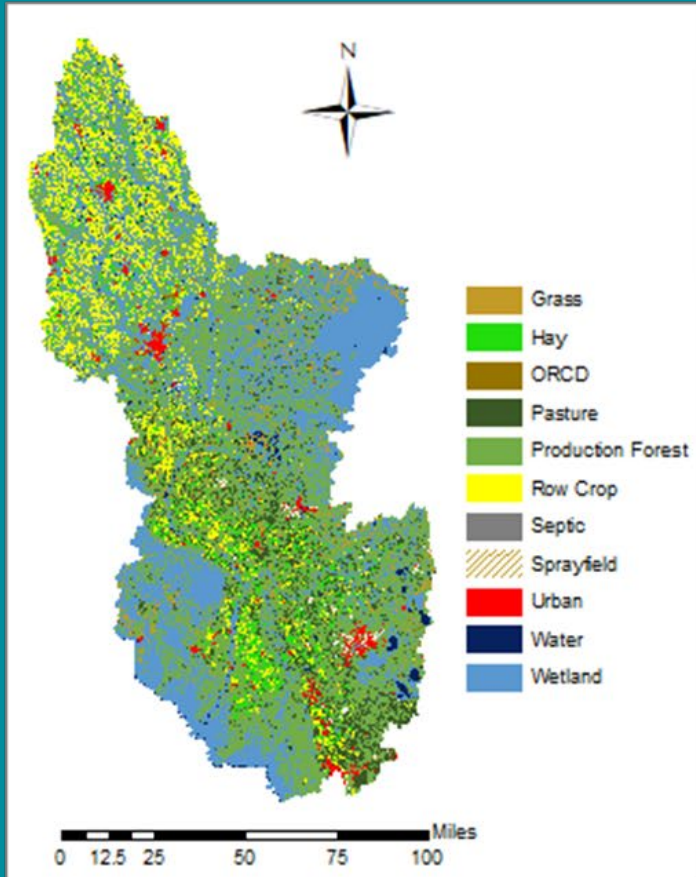 N
Grass
Hay
ORCD
Pasture
Production Forest
Row Crop
Septic
Sprayfield
Urban
Water
Wetland
Miles
0 12.5 25 50 75 100